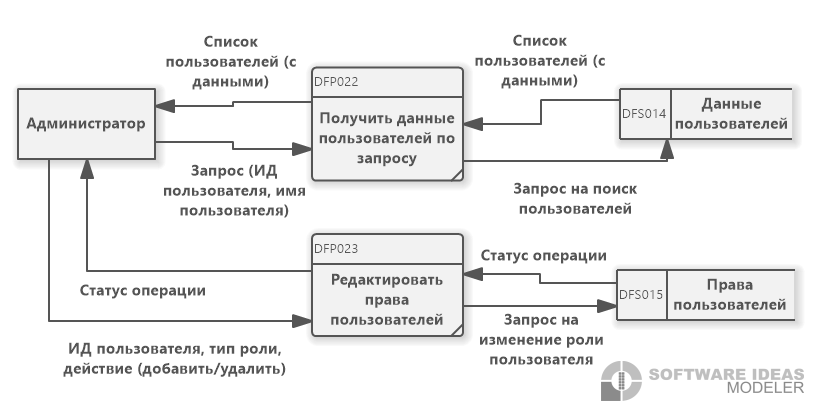 Список
пользователей (с
данными)
Список
пользователей (с
данными)
DFP022
Администратор
Получить данные
пользователей по
запросу
DFS014
Данные
пользователей
Запрос (ИД
пользователя, имя
пользователя)
Запрос на поиск
пользователей
DFP023
Статус операции
Редактировать
права
пользователей
Статус операции
DFS015
Права
пользователей
Запрос на
изменение роли
пользователя
ИД пользователя, тип роли,
действие (добавить/удалить)
SOFTWARE IDEAS
MODELER